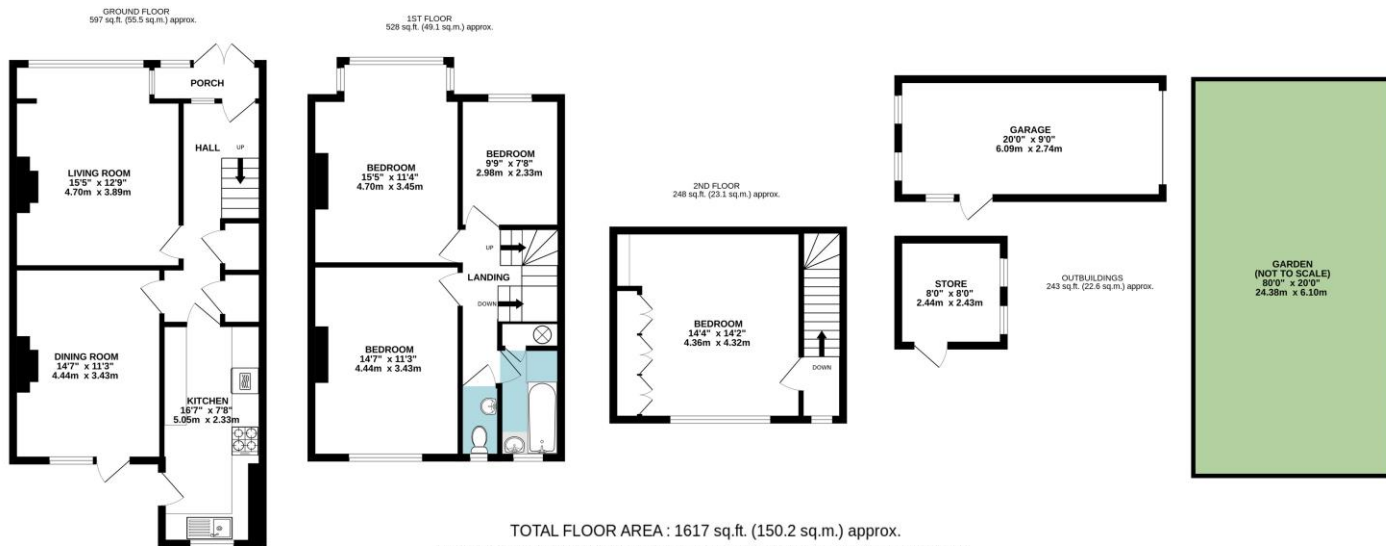 GROUND FLOOR
597 sq.ft. (55.5 sq.m.) approx.
PORCH
HALL
UP
LIVING ROOM
15'5" x 12'9"
4.70m x 3.89m
DINING ROOM
14'7" x 11'3"
4.44m x 3.43m
KITCHEN
16'7" x 7'8"
5.05m x 2.33m
1ST FLOOR
528 sq.ft. (49.1 sq.m.) approx.
BEDROOM
15'5" x 11'4"
4.70m x 3.45m
BEDROOM
9'9" x 7'8"
2.98m x 2.33m
UP
LANDING
DOWN
BEDROOM
14'7" x 11'3"
4.44m x 3.43m
2ND FLOOR
248 sq.ft. (23.1 sq.m.) approx.
BEDROOM
14'4" x 14'2"
4.36m x 4.32m
DOWN
GARAGE
20'0" x 9'0"
6.09m x 2.74m
STORE
8'0" x 8'0"
2.44m x 2.43m
OUTBUILDINGS
243 sq.ft. (22.6 sq.m.) approx.
GARDEN
(NOT TO SCALE)
80'0" x 20'0"
24.38m x 6.10m
TOTAL FLOOR AREA : 1617 sq.ft. (150.2 sq.m.) approx.